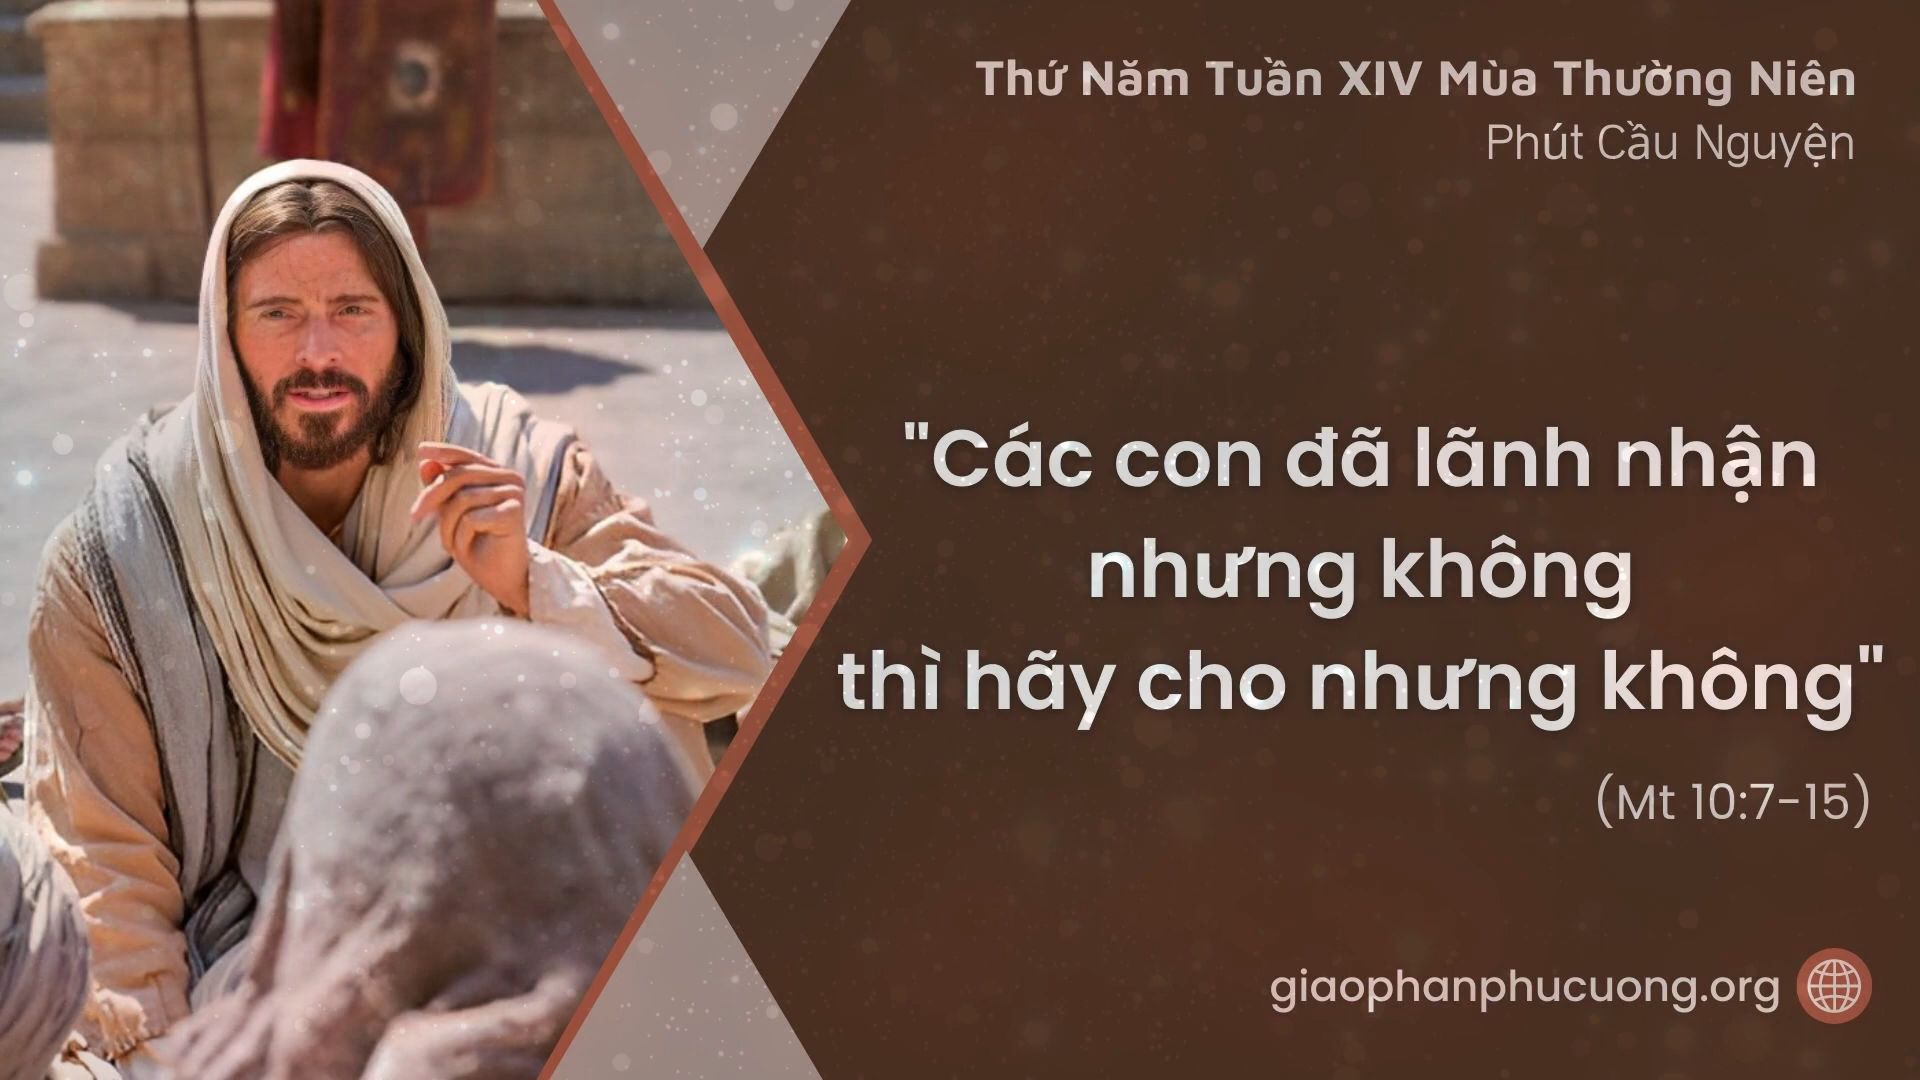 Thứ Năm Tuần XIV Mùa Thường Niên
Phút Cầu Nguyện
"Các con đã lãnh nhận
nhưng không
thì hãy cho nhưng không"
(Mt 10:7-15)
giaophanphucuong.org